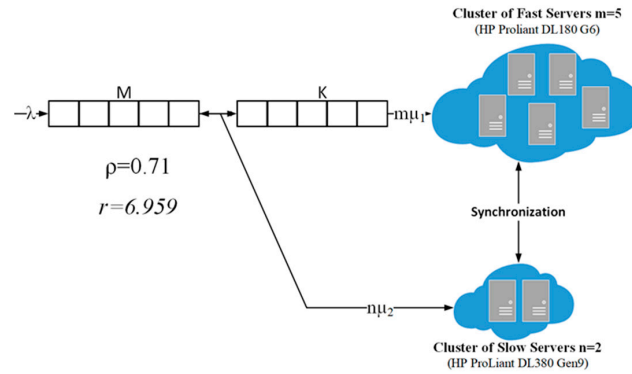 Cluster of Fast Servers m=5
(HP Proliant DL180 G6)
λ
M
K
mμ1
ρ=0.71
r=6.959
Synchronization
nμ2
Cluster of Slow Servers n=2
(HP ProLiant DL380 Gen9)